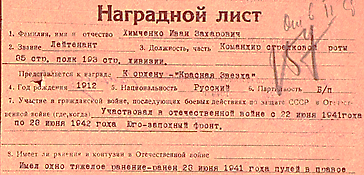 Наградной лист
1. Фамилия, имя и отчество Химченко Иван Захарович
2. Звание Лейтенант 3. Должность, часть Командир стрелковой роты
85 стр. полк 193 стр. дивизии.
Представляется к награде К ордену - "Красная Звезда"
4. Год рождения 1912 5. Национальность Русский 6. Партийность Б/п
7. Участие в гражданской войне, последующих боевых действиях по защите СССР и Отечест-
венной войне (где, когда) Участвовал в отечественной войне с 22 июня 1941года
по 28 июня 1942 года Юго-западный фронт.
8. Имеет ли ранения и контузии в Отечественной войне
Имел одно тяжелое ранение-ранен 28 июня 1941 года пулей в правое